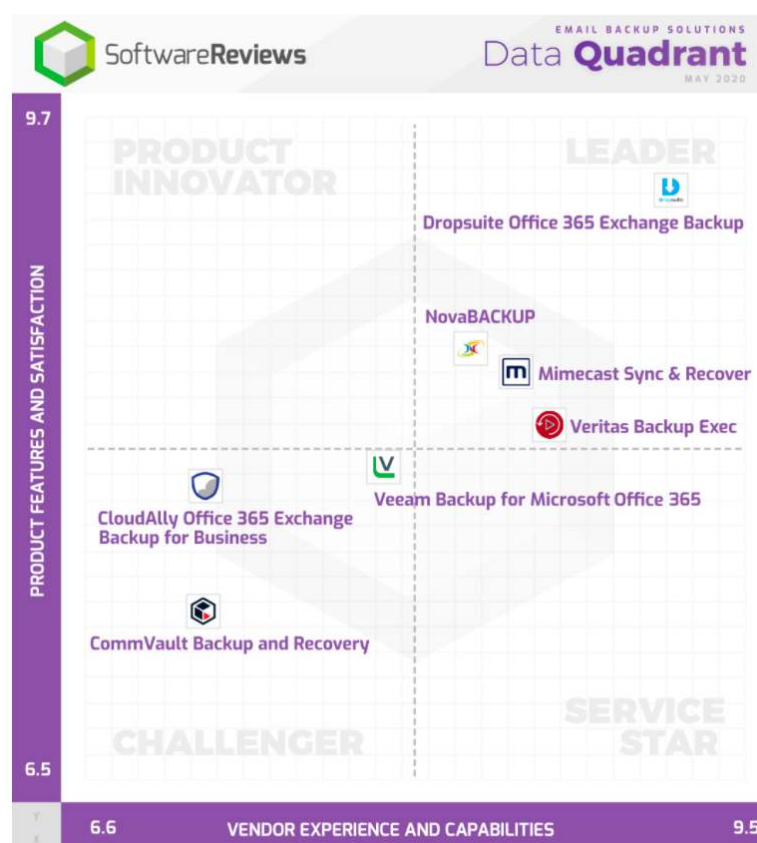 SoftwareReviews
EMAIL BACKUP SOLUTIONS
Data Quadrant
MAY 2020
9.7
PRODUCT FEATURES AND SATISFACTION
6.5
PRODUCT
INNOVATOR
LEADER
dropsuite
Dropsuite Office 365 Exchange Backup
NovaBACKUP
m
Mimecast Sync & Recover
Veritas Backup Exec
V
Veeam Backup for Microsoft Office 365
CloudAlly Office 365 Exchange
Backup for Business
CommVault Backup and Recovery
CHALLENGER
SERVICE
STAR
Y
X
6.6
VENDOR EXPERIENCE AND CAPABILITIES
9.5